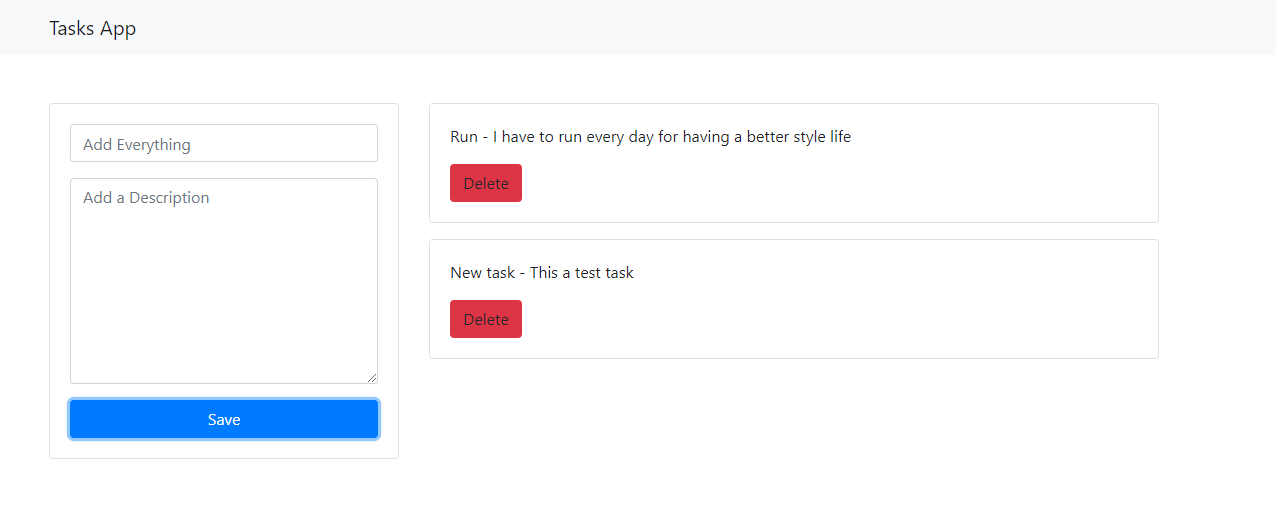 Tasks App
Add Everything
Add a Description
Save
Run - I have to run every day for having a better style life
Delete
New task - This a test task
Delete